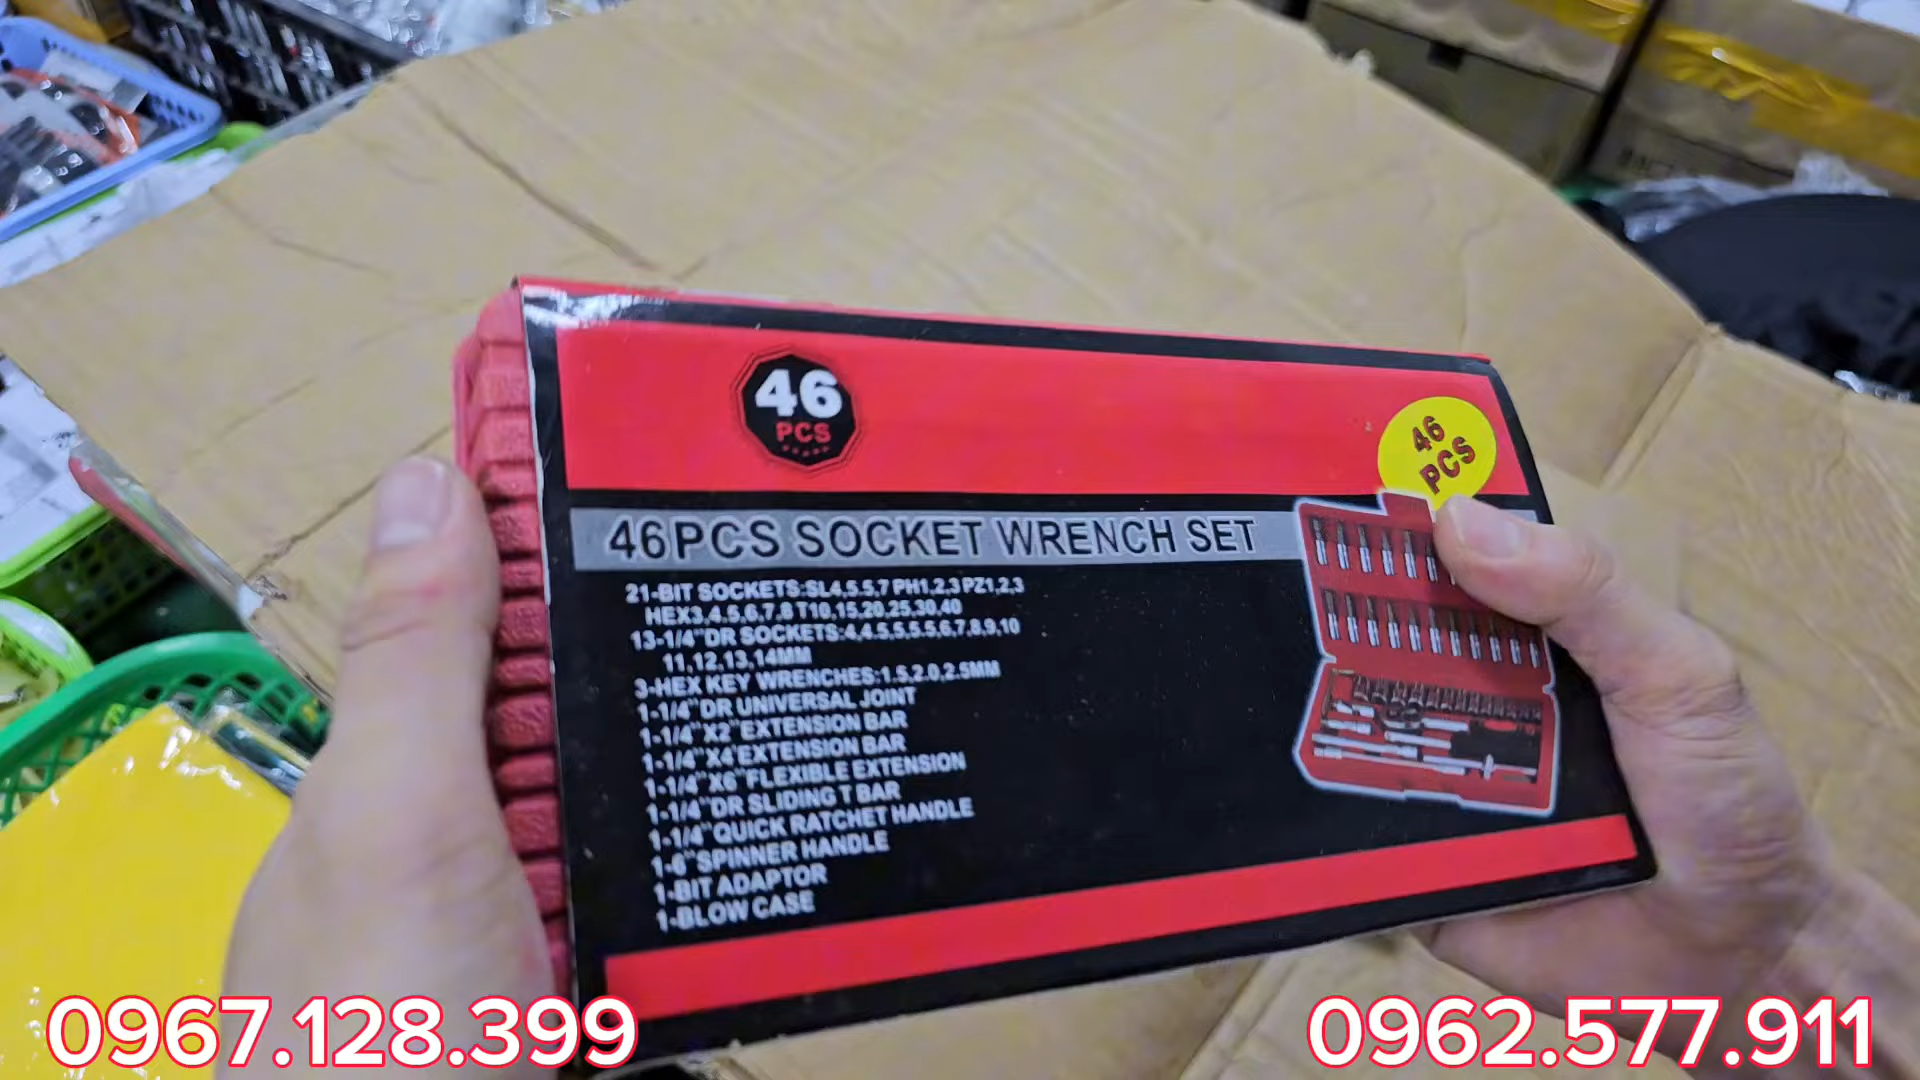 46
PCS
46
PCS
46PCS SOCKET WRENCH SET
21-BIT SOCKETS:SL4,5.5,7 PH1,2,3 PZ1,2,3
HEX3,4,5,6,7,8 T10,15,20,25,30,40
13-1/4"DR SOCKETS:4,4.5,5,5.5,6,7,8,9,10
11,12,13,14MM
3-HEX KEY WRENCHES:1.5,2.0,2.5MM
1-1/4"DR UNIVERSAL JOINT
1-1/4"X2"EXTENSION BAR
1-1/4"X4"EXTENSION BAR
1-1/4"X6"FLEXIBLE EXTENSION
1-1/4"DR SLIDING T BAR
1-1/4"QUICK RATCHET HANDLE
1-6"SPINNER HANDLE
1-BIT ADAPTOR
1-BLOW CASE
0967.128.399
0962.577.911